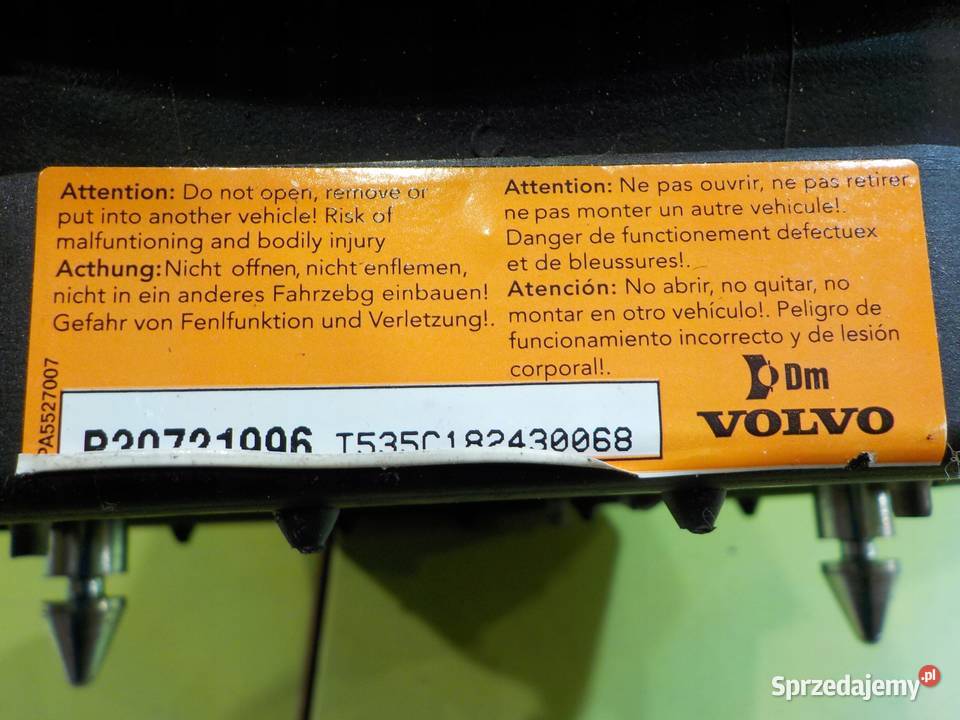 Attention: Do not open, remove or
put into another vehicle! Risk of
malfuntioning and bodily injury
Acthung: Nicht offnen, nicht enflemen,
nicht in ein anderes Fahrzebg einbauen!
Gefahr von Fenlfunktion und Verletzung!.
Attention: Ne pas ouvrir, ne pas retirer,
ne pas monter un autre vehicule!.
Danger de functionement defectuex
et de bleussures!.
Atención: No abrir, no quitar, no
montar en otro vehículo!. Peligro de
funcionamiento incorrecto y de lesión
corporal!.
PA5527007
P30721996 T535C182430068
Dm
VOLVO
Sprzedajemy.pl